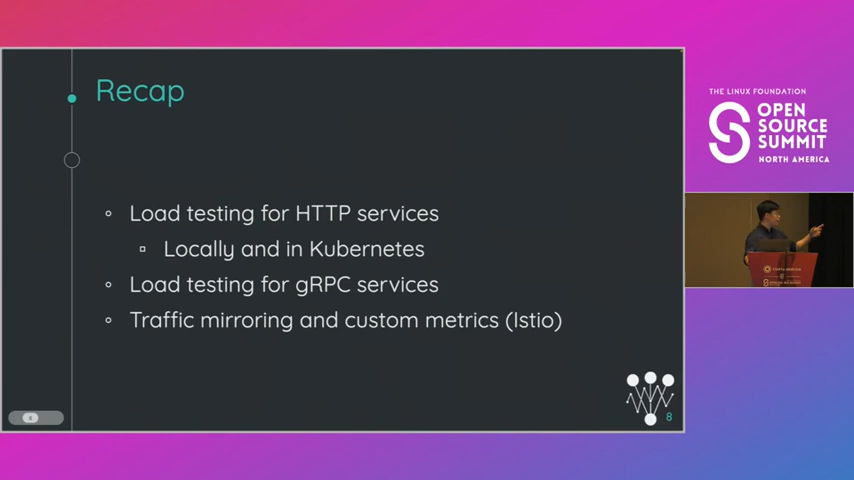 Recap
Load testing for HTTP services
Locally and in Kubernetes
Load testing for gRPC services
Traffic mirroring and custom metrics (Istio)
8
THE LINUX FOUNDATION
OPEN
SOURCE
SUMMIT
NORTH AMERICA